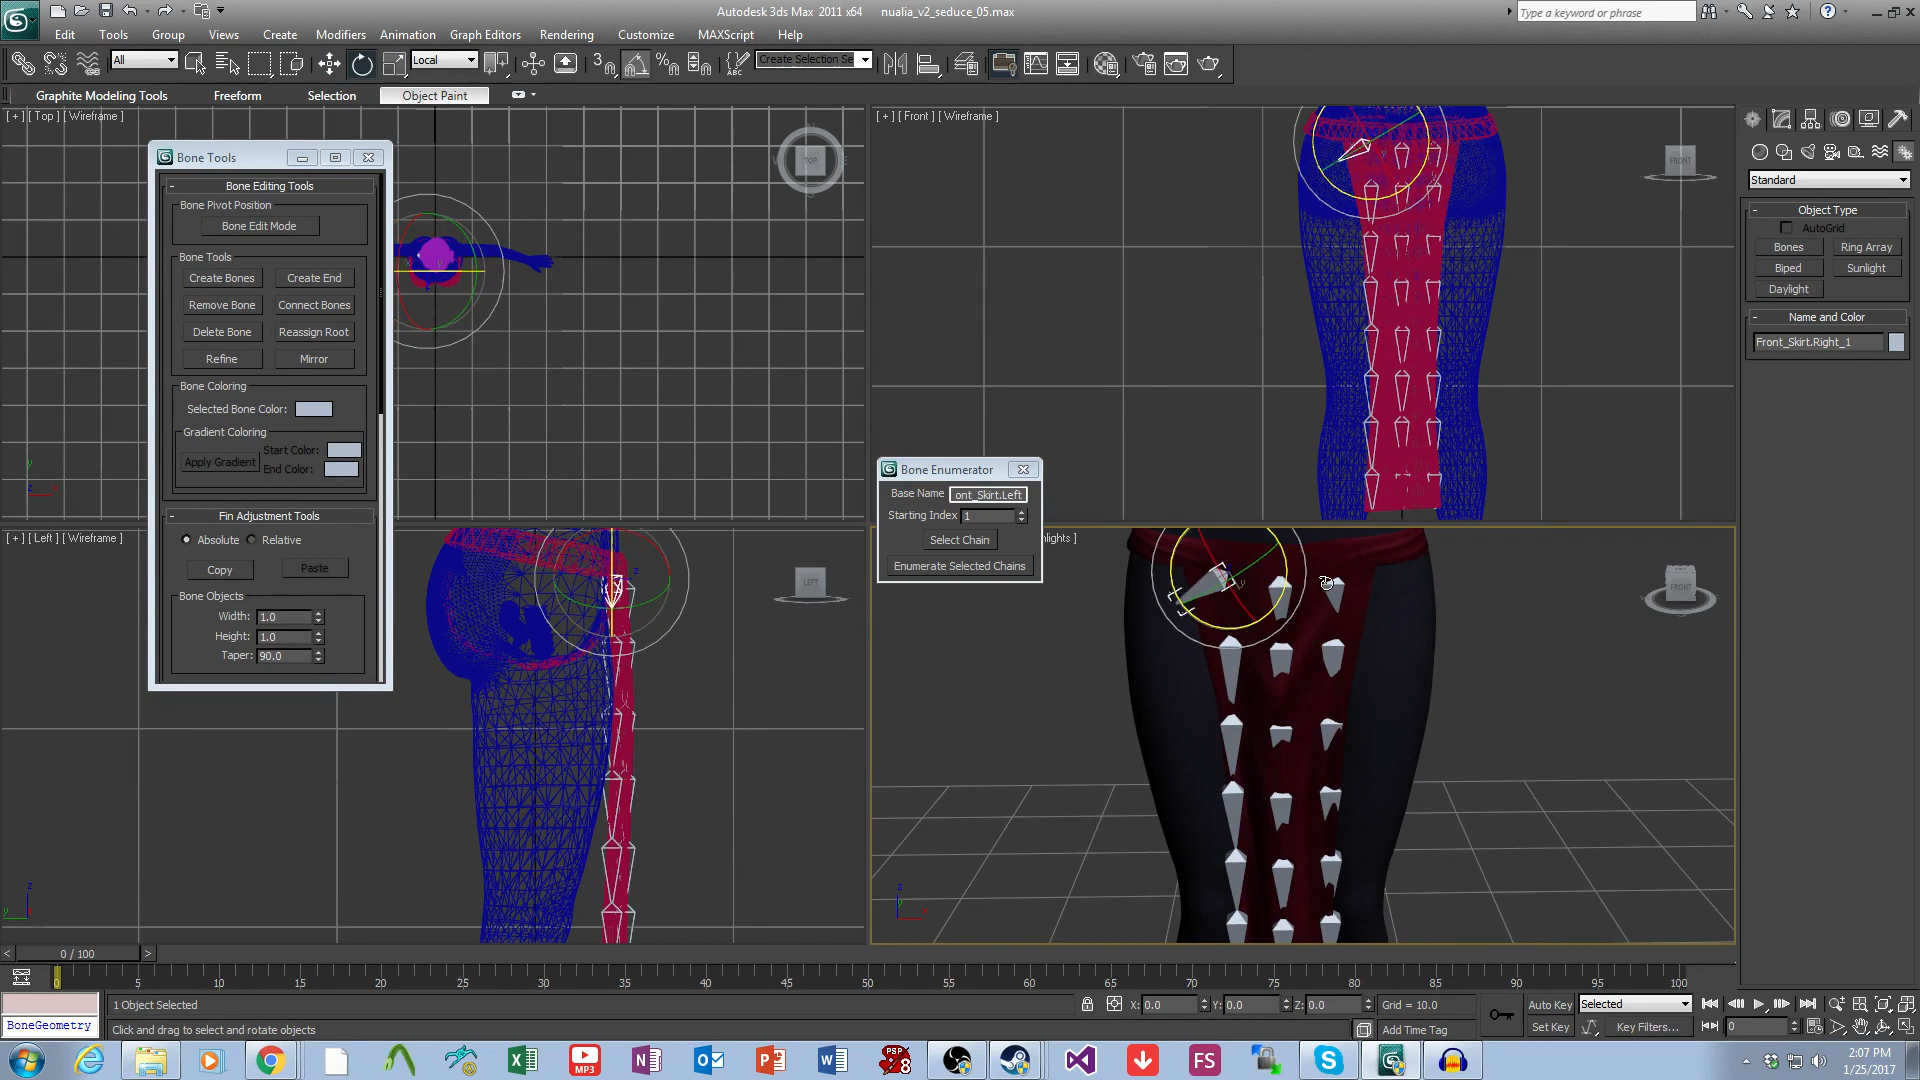 Autodesk 3ds Max 2011 x64 nualia_v2_seduce_05.max
Type a keyword or phrase
Edit Tools Group Views Create Modifiers Animation Graph Editors Rendering Customize MAXScript Help
All Local Create Selection Se
Graphite Modeling Tools Freeform Selection Object Paint
[ + ] [ Top ] [ Wireframe ]
TOP
[ + ] [ Front ] [ Wireframe ]
FRONT
Bone Tools
Bone Editing Tools
Bone Pivot Position
Bone Edit Mode
Bone Tools
Create Bones Create End
Remove Bone Connect Bones
Delete Bone Reassign Root
Refine Mirror
Bone Coloring
Selected Bone Color:
Gradient Coloring
Apply Gradient Start Color:
End Color:
Fin Adjustment Tools
Absolute Relative
Copy Paste
Bone Objects
Width: 1.0
Height: 1.0
Taper: 90.0
Bone Enumerator
Base Name ont_Skirt.Left
Starting Index 1
Select Chain
Enumerate Selected Chains
[ + ] [ Left ] [ Wireframe ]
LEFT
hlights ]
FRONT
Standard
Object Type
AutoGrid
Bones Ring Array
Biped Sunlight
Daylight
Name and Color
Front_Skirt.Right_1
0 / 100
0 5 10 15 20 25 30 35 40 45 50 55 60 65 70 75 80 85 90 95 100
1 Object Selected X: 0.0 Y: 0.0 Z: 0.0 Grid = 10.0 Auto Key Selected
BoneGeometry Click and drag to select and rotate objects Add Time Tag Set Key Key Filters... 0
MP3 PSP 8 FS
2:07 PM
1/25/2017